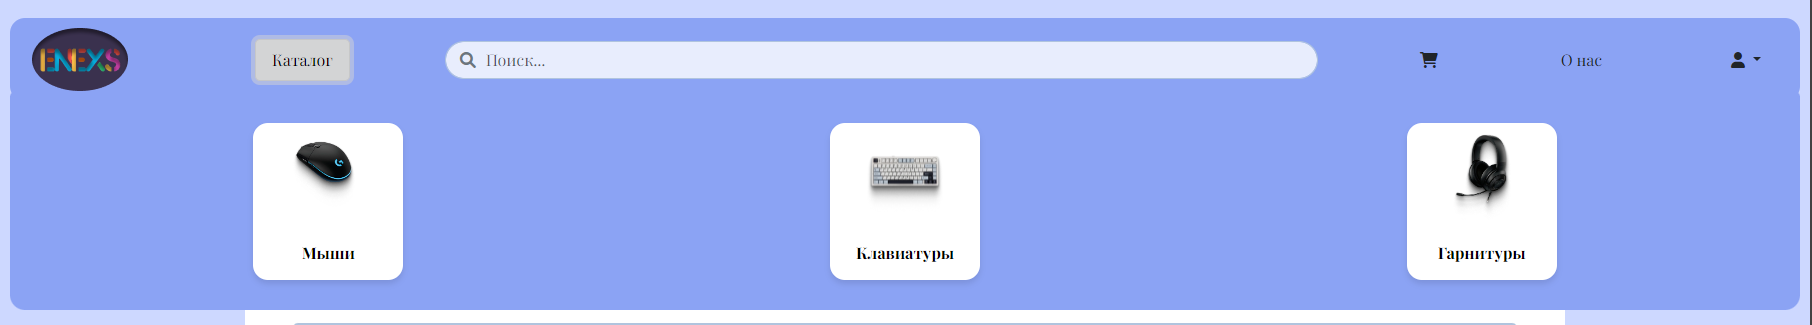 ENEXS
Каталог
Поиск...
О нас
Мыши
Клавиатуры
Гарнитуры